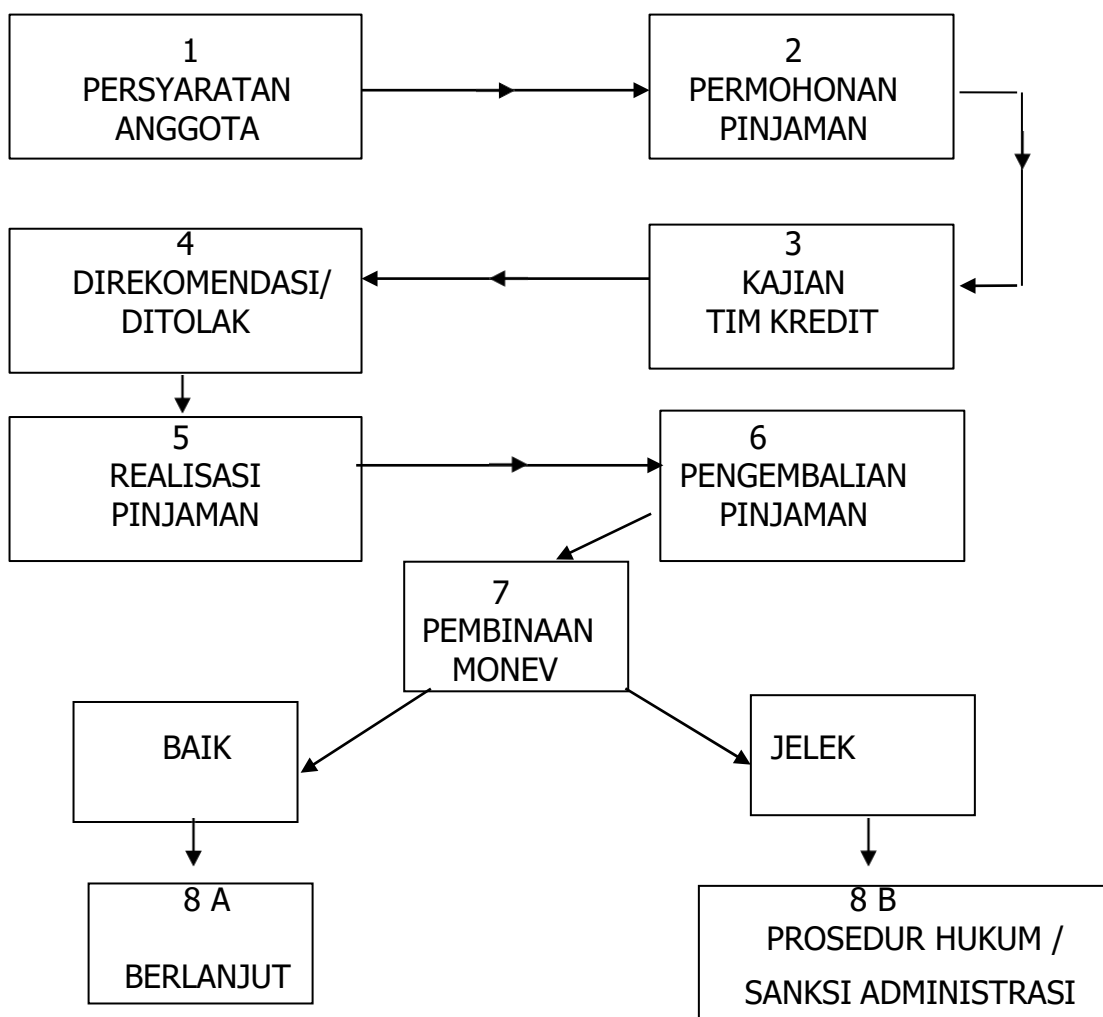 1
PERSYARATAN
ANGGOTA
2
PERMOHONAN
PINJAMAN
3
KAJIAN
TIM KREDIT
4
DIREKOMENDASI/
DITOLAK
5
REALISASI
PINJAMAN
6
PENGEMBALIAN
PINJAMAN
7
PEMBINAAN
MONEV
BAIK
JELEK
8 A
BERLANJUT
8 B
PROSEDUR HUKUM /
SANKSI ADMINISTRASI